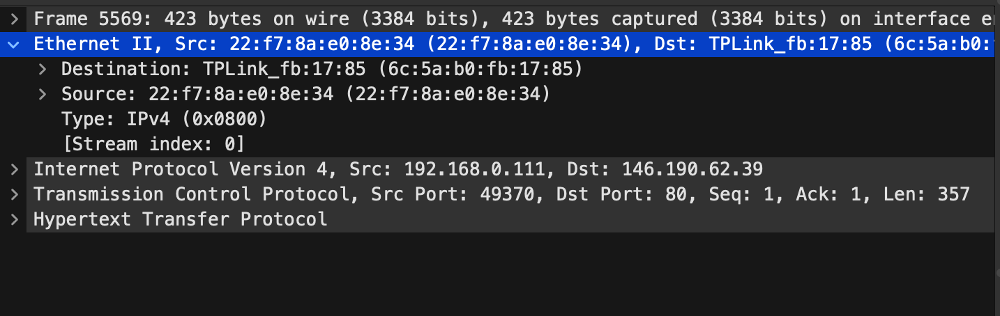 Frame 5569: 423 bytes on wire (3384 bits), 423 bytes captured (3384 bits) on interface
Ethernet II, Src: 22:f7:8a:e0:8e:34 (22:f7:8a:e0:8e:34), Dst: TPLink_fb:17:85 (6c:5a:b0:
Destination: TPLink_fb:17:85 (6c:5a:b0:fb:17:85)
Source: 22:f7:8a:e0:8e:34 (22:f7:8a:e0:8e:34)
Type: IPv4 (0x0800)
[Stream index: 0]
Internet Protocol Version 4, Src: 192.168.0.111, Dst: 146.190.62.39
Transmission Control Protocol, Src Port: 49370, Dst Port: 80, Seq: 1, Ack: 1, Len: 357
Hypertext Transfer Protocol